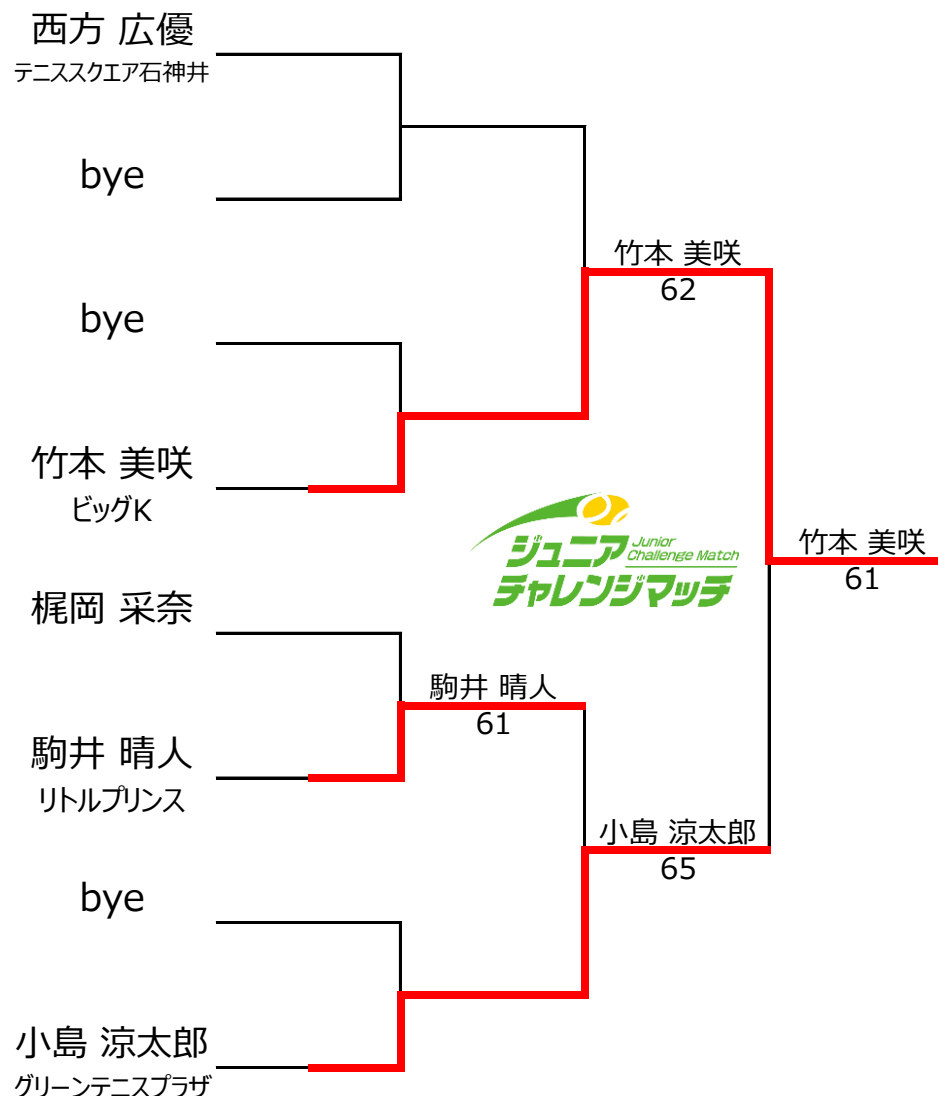 西方 広優
テニススクエア石神井
bye
bye
竹本 美咲
62
竹本 美咲
ビッグK
ジュニア
Junior
Challenge Match
チャレンジマッチ
竹本 美咲
61
梶岡 采奈
駒井 晴人
61
駒井 晴人
リトルプリンス
小島 涼太郎
65
bye
小島 涼太郎
グリーンテニスプラザ